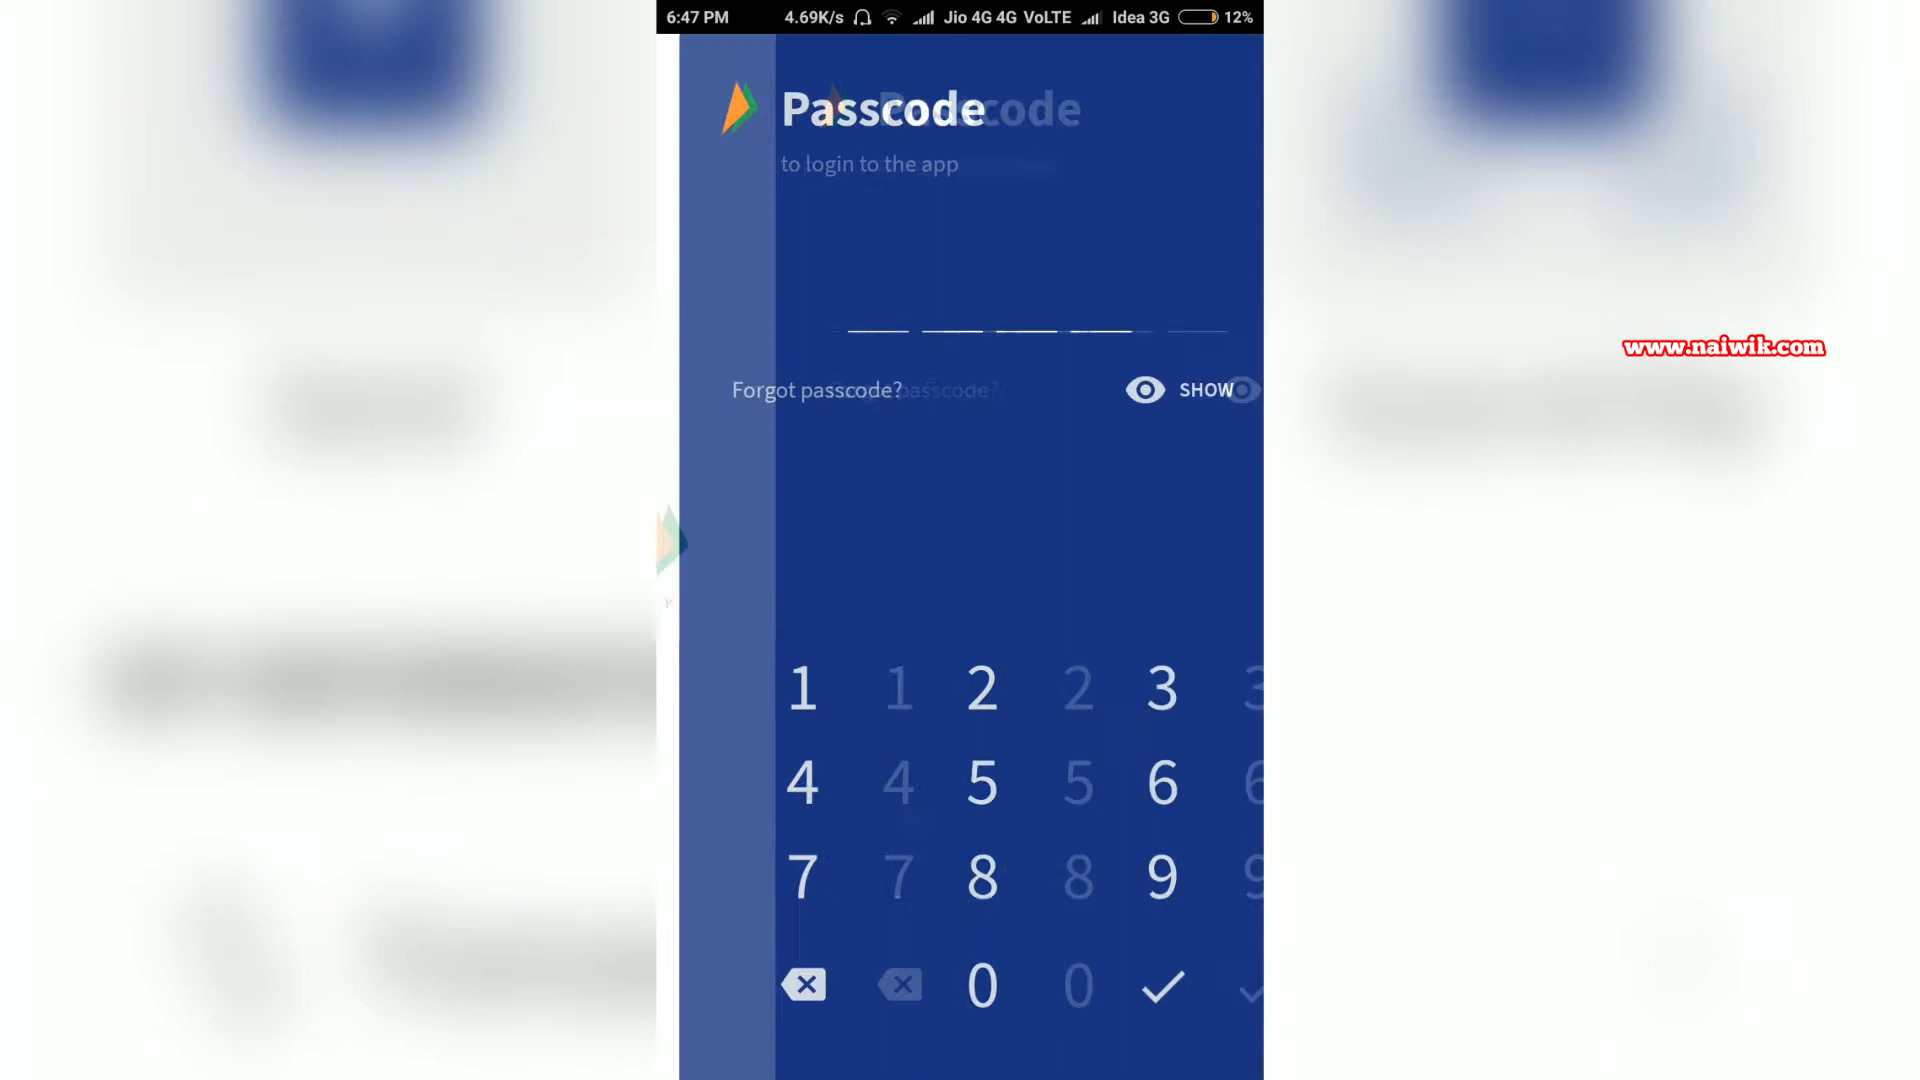 6:47 PM 4.69K/s Jio 4G 4G VoLTE Idea 3G 12%
Passcode
to login to the app
www.naiwik.com
Forgot passcode? SHOW
1 2 3
4 5 6
7 8 9
0